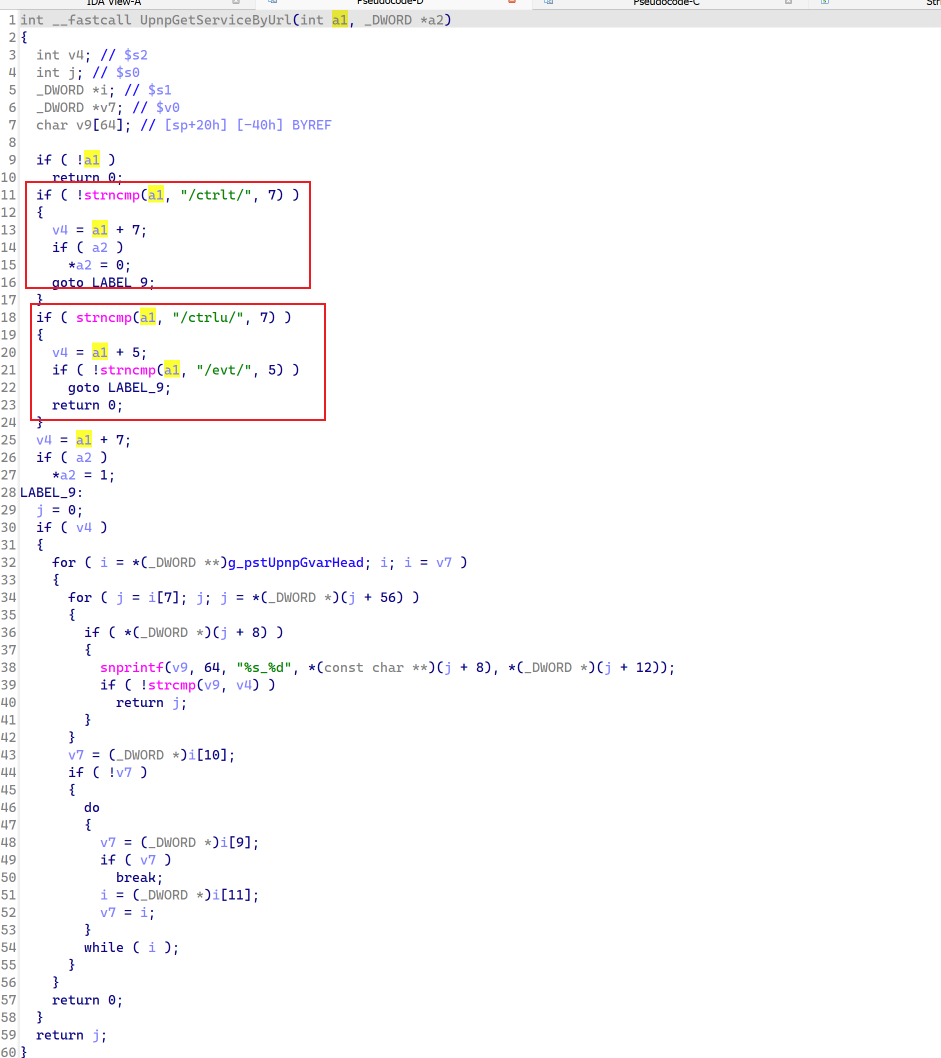 IDA View-A Pseudocode-D Pseudocode-C Str
1 int __fastcall UpnpGetServiceByUrl(int a1, _DWORD *a2)
2 {
3 int v4; // $s2
4 int j; // $s0
5 _DWORD *i; // $s1
6 _DWORD *v7; // $v0
7 char v9[64]; // [sp+20h] [-40h] BYREF
8
9 if ( !a1 )
10 return 0;
11 if ( !strncmp(a1, "/ctrlt/", 7) )
12 {
13 v4 = a1 + 7;
14 if ( a2 )
15 *a2 = 0;
16 goto LABEL_9;
17 }
18 if ( strncmp(a1, "/ctrlu/", 7) )
19 {
20 v4 = a1 + 5;
21 if ( !strncmp(a1, "/evt/", 5) )
22 goto LABEL_9;
23 return 0;
24 }
25 v4 = a1 + 7;
26 if ( a2 )
27 *a2 = 1;
28 LABEL_9:
29 j = 0;
30 if ( v4 )
31 {
32 for ( i = *(_DWORD **)g_pstUpnpGvarHead; i; i = v7 )
33 {
34 for ( j = i[7]; j; j = *(_DWORD *)(j + 56) )
35 {
36 if ( *(_DWORD *)(j + 8) )
37 {
38 snprintf(v9, 64, "%s_%d", *(const char **)(j + 8), *(_DWORD *)(j + 12));
39 if ( !strcmp(v9, v4) )
40 return j;
41 }
42 }
43 v7 = (_DWORD *)i[10];
44 if ( !v7 )
45 {
46 do
47 {
48 v7 = (_DWORD *)i[9];
49 if ( v7 )
50 break;
51 i = (_DWORD *)i[11];
52 v7 = i;
53 }
54 while ( i );
55 }
56 }
57 return 0;
58 }
59 return j;
60 }